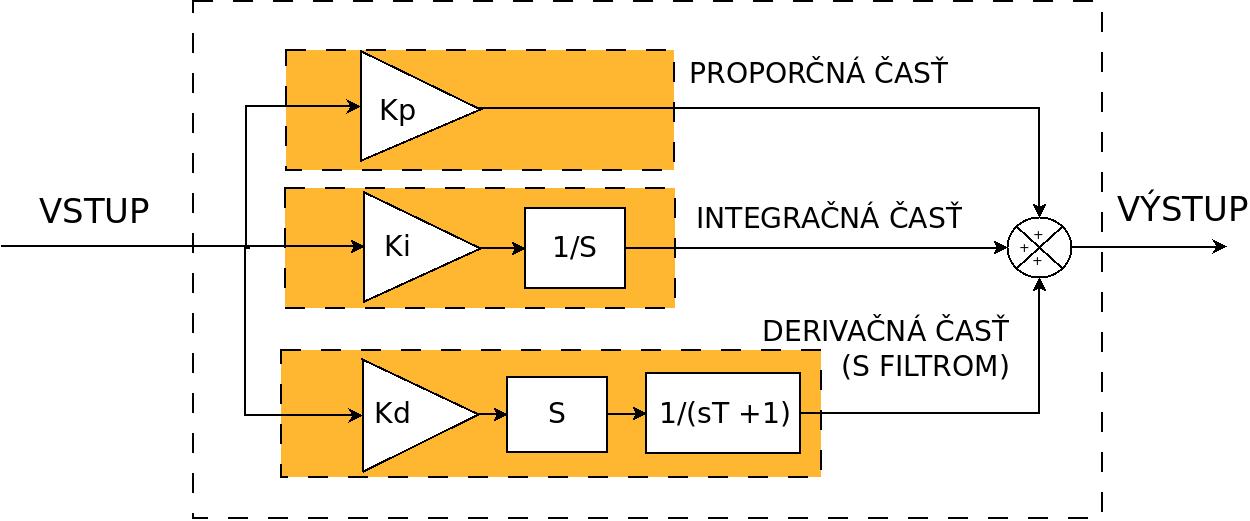 PROPORČNÁ ČASŤ
Kp
VSTUP
INTEGRAČNÁ ČASŤ
VÝSTUP
Ki
1/S
+
+
+
DERIVAČNÁ ČASŤ
(S FILTROM)
Kd
S
1/(sT +1)